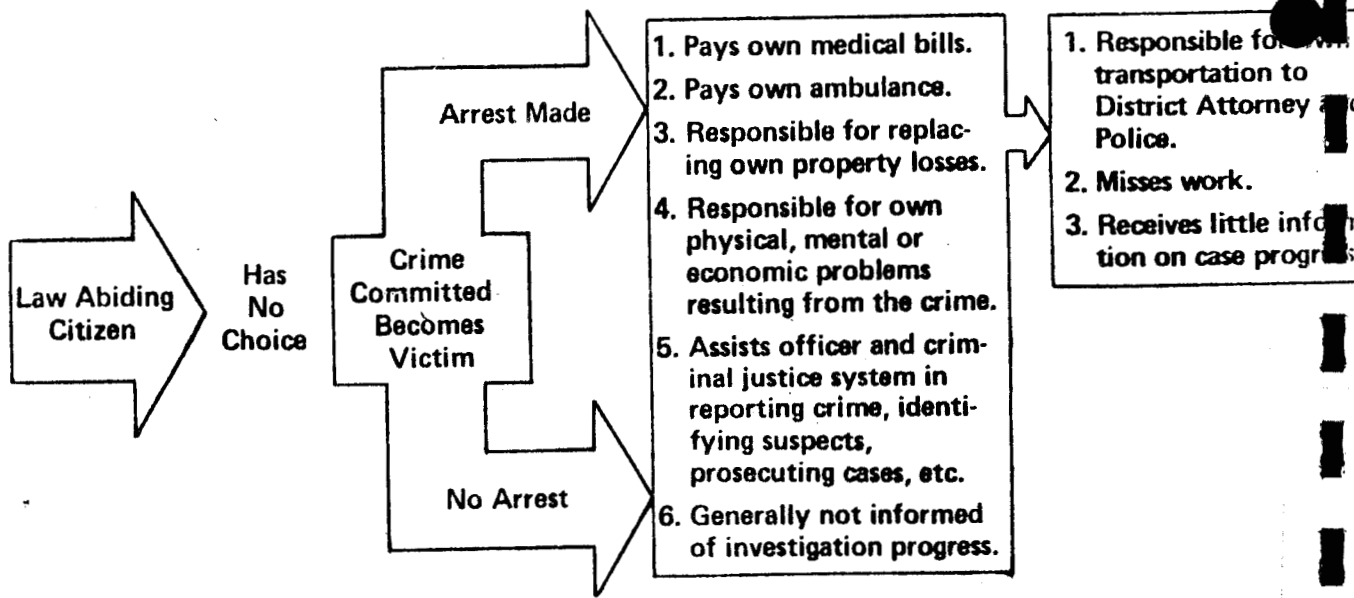 Law Abiding
Citizen
Has
No
Choice
Crime
Committed
Becomes
Victim
Arrest Made
No Arrest
1. Pays own medical bills.
2. Pays own ambulance.
3. Responsible for replac-
ing own property losses.
4. Responsible for own
physical, mental or
economic problems
resulting from the crime.
5. Assists officer and crim-
inal justice system in
reporting crime, identi-
fying suspects,
prosecuting cases, etc.
6. Generally not informed
of investigation progress.
1. Responsible for
transportation to
District Attorney
Police.
2. Misses work.
3. Receives little
tion on case